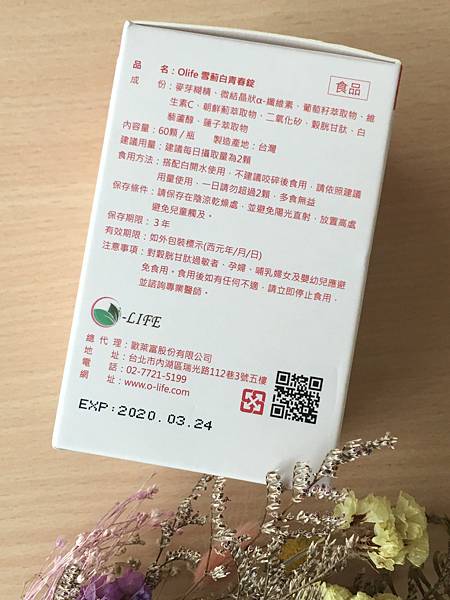 品　　名：Olife 雪薊白青春錠
食品
成　　份：麥芽糊精、微結晶狀α-纖維素、葡萄籽萃取物、維
生素C、朝鮮薊萃取物、二氧化矽、穀胱甘肽、白
藜蘆醇、蓮子萃取物
內容量：60顆 / 瓶　　製造產地：台灣
建議用量：建議每日攝取量為2顆
食用方法：搭配白開水使用，不建議咬碎後食用，請依照建議
用量使用，一日請勿超過2顆，多食無益
保存條件：請保存在陰涼乾燥處，並避免陽光直射，放置高處
避免兒童觸及。
保存期限：3 年
有效期限：如外包裝標示(西元年/月/日)
注意事項：對穀胱甘肽過敏者，孕婦、哺乳婦女及嬰幼兒應避
免食用。食用後如有任何不適，請立即停止食用，
並諮詢專業醫師。
-LIFE
總 代 理：歐萊富股份有限公司
地　　址：台北市內湖區瑞光路112巷3號五樓
電　　話：02-7721-5199
網　　址：www.o-life.com
EXP:2020.03.24